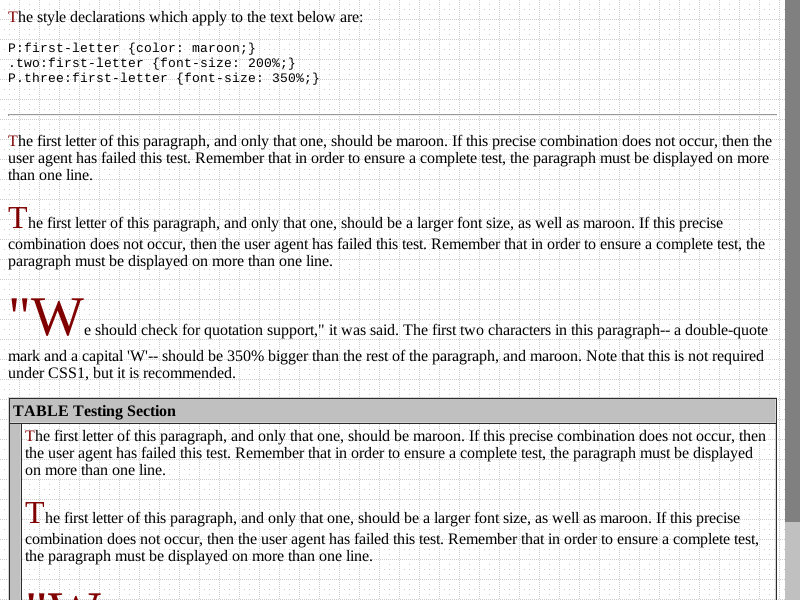 The style declarations which apply to the text below are:
P:first-letter {color: maroon;}
.two:first-letter {font-size: 200%;}
P.three:first-letter {font-size: 350%;}
The first letter of this paragraph, and only that one, should be maroon. If this precise combination does not occur, then the
user agent has failed this test. Remember that in order to ensure a complete test, the paragraph must be displayed on more
than one line.
The first letter of this paragraph, and only that one, should be a larger font size, as well as maroon. If this precise
combination does not occur, then the user agent has failed this test. Remember that in order to ensure a complete test, the
paragraph must be displayed on more than one line.
"We should check for quotation support," it was said. The first two characters in this paragraph-- a double-quote
mark and a capital 'W'-- should be 350% bigger than the rest of the paragraph, and maroon. Note that this is not required
under CSS1, but it is recommended.
TABLE Testing Section
The first letter of this paragraph, and only that one, should be maroon. If this precise combination does not occur, then
the user agent has failed this test. Remember that in order to ensure a complete test, the paragraph must be displayed
on more than one line.
The first letter of this paragraph, and only that one, should be a larger font size, as well as maroon. If this precise
combination does not occur, then the user agent has failed this test. Remember that in order to ensure a complete test,
the paragraph must be displayed on more than one line.
"W